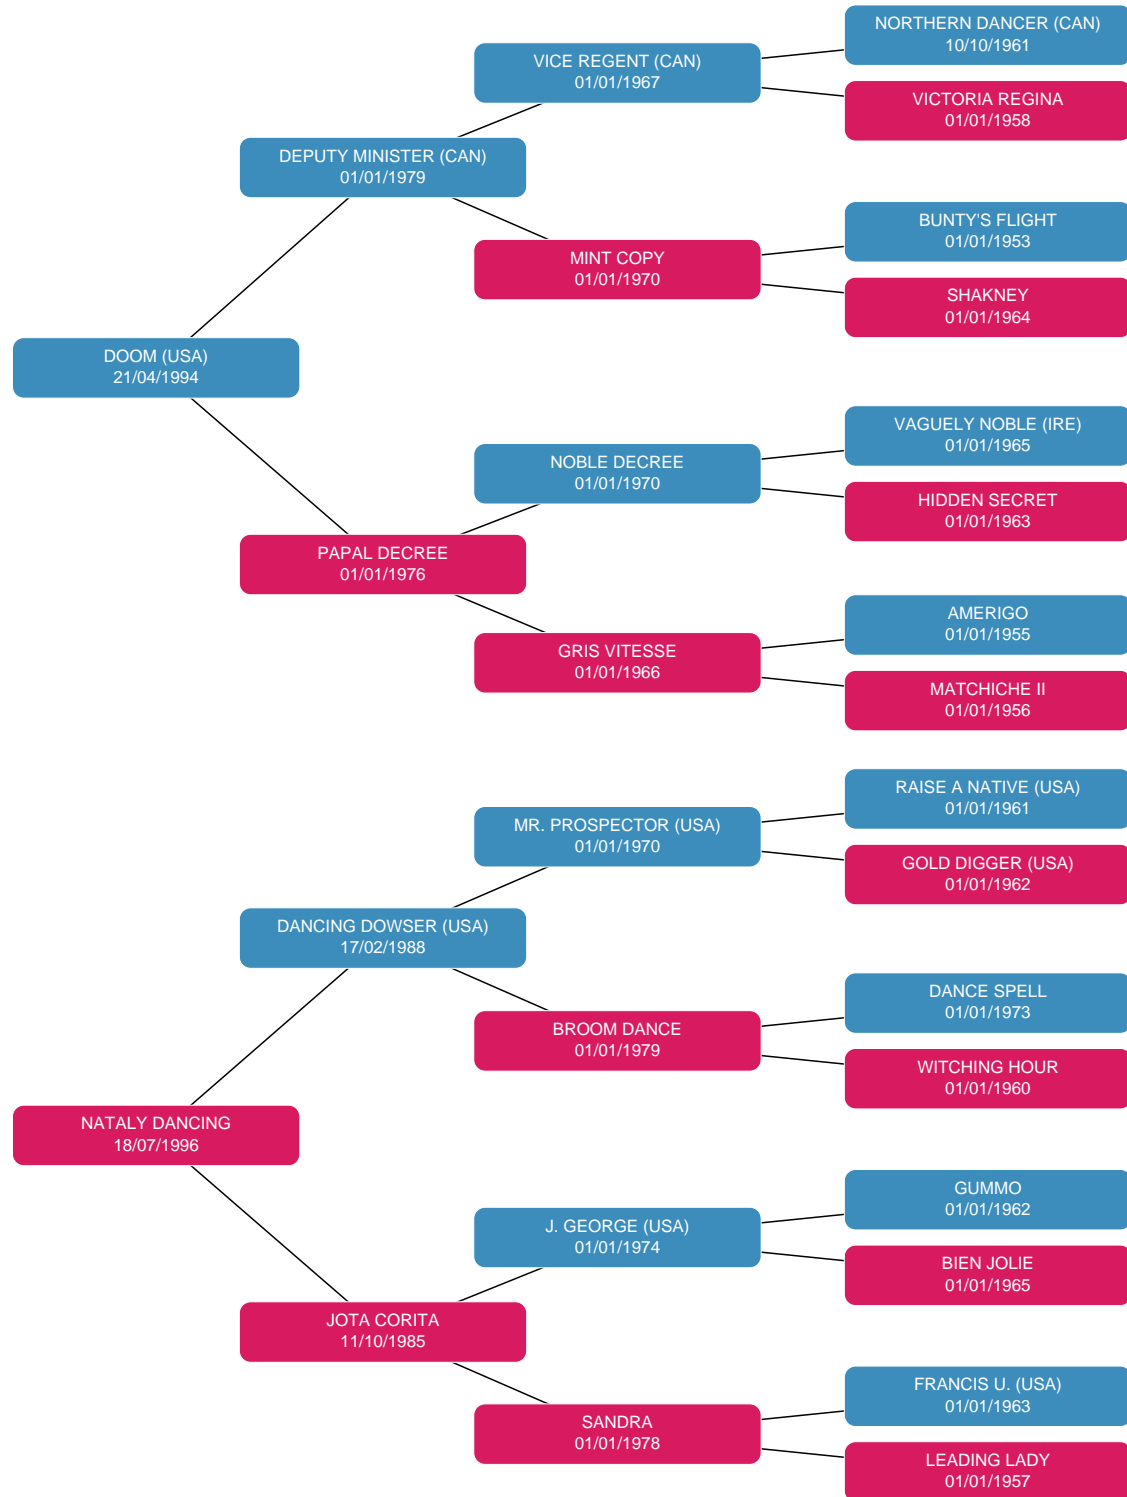 NORTHERN DANCER (CAN)
10/10/1961
VICE REGENT (CAN)
01/01/1967
VICTORIA REGINA
01/01/1958
DEPUTY MINISTER (CAN)
01/01/1979
BUNTY'S FLIGHT
01/01/1953
MINT COPY
01/01/1970
SHAKNEY
01/01/1964
DOOM (USA)
21/04/1994
VAGUELY NOBLE (IRE)
01/01/1965
NOBLE DECREE
01/01/1970
HIDDEN SECRET
01/01/1963
PAPAL DECREE
01/01/1976
AMERIGO
01/01/1955
GRIS VITESSE
01/01/1966
MATCHICHE II
01/01/1956
RAISE A NATIVE (USA)
01/01/1961
MR. PROSPECTOR (USA)
01/01/1970
GOLD DIGGER (USA)
01/01/1962
DANCING DOWSER (USA)
17/02/1988
DANCE SPELL
01/01/1973
BROOM DANCE
01/01/1979
WITCHING HOUR
01/01/1960
NATALY DANCING
18/07/1996
GUMMO
01/01/1962
J. GEORGE (USA)
01/01/1974
BIEN JOLIE
01/01/1965
JOTA CORITA
11/10/1985
FRANCIS U. (USA)
01/01/1963
SANDRA
01/01/1978
LEADING LADY
01/01/1957